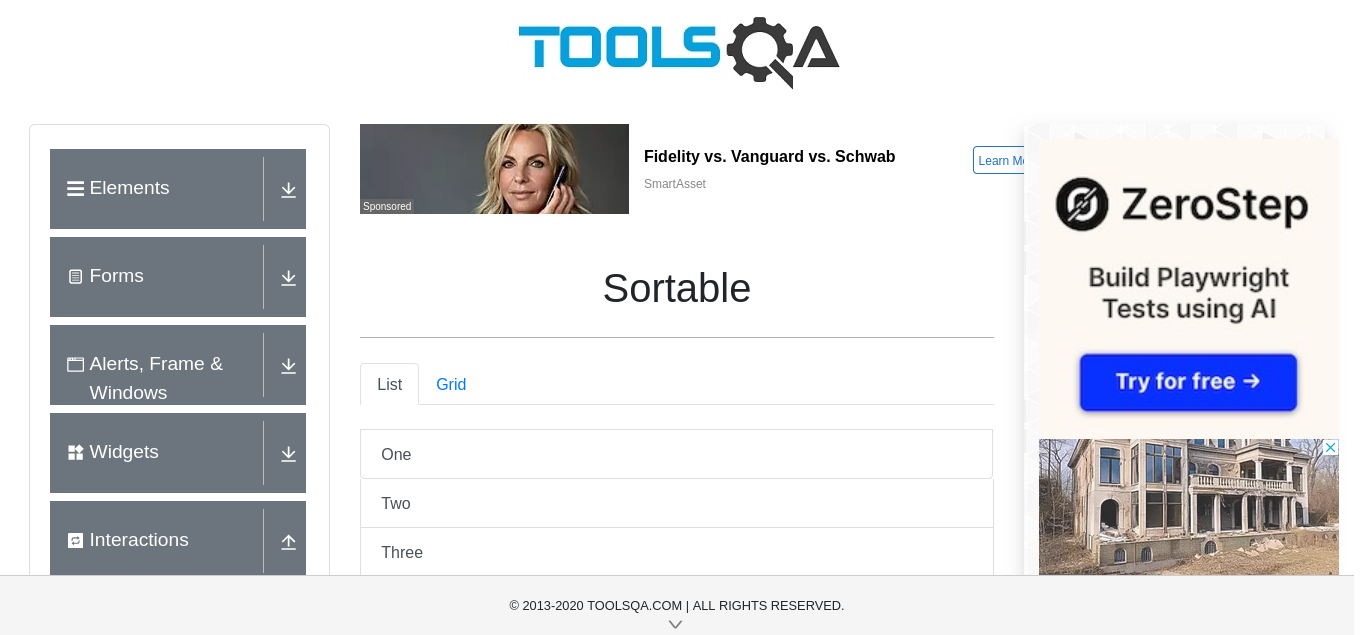 TOOLSQA
Elements
Forms
Alerts, Frame &
Windows
Widgets
Interactions
Sponsored
Fidelity vs. Vanguard vs. Schwab
SmartAsset
Learn Mo
Sortable
List
Grid
One
Two
Three
ZeroStep
Build Playwright
Tests using AI
Try for free →
© 2013-2020 TOOLSQA.COM | ALL RIGHTS RESERVED.